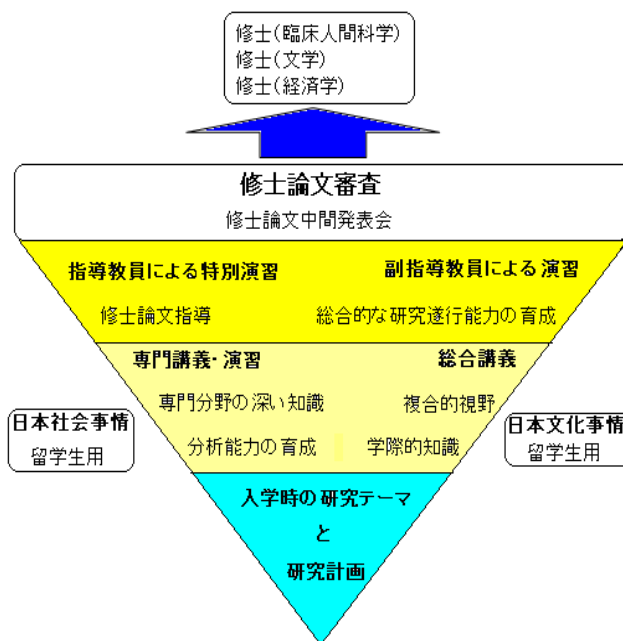 修士(臨床人間科学)
修士(文学)
修士(経済学)
修士論文審査
修士論文中間発表会
指導教員による特別演習
副指導教員による演習
修士論文指導
総合的な研究遂行能力の育成
専門講義・演習
総合講義
専門分野の深い知識
複合的視野
分析能力の育成
学際的知識
日本社会事情
留学生用
日本文化事情
留学生用
入学時の研究テーマ
と
研究計画